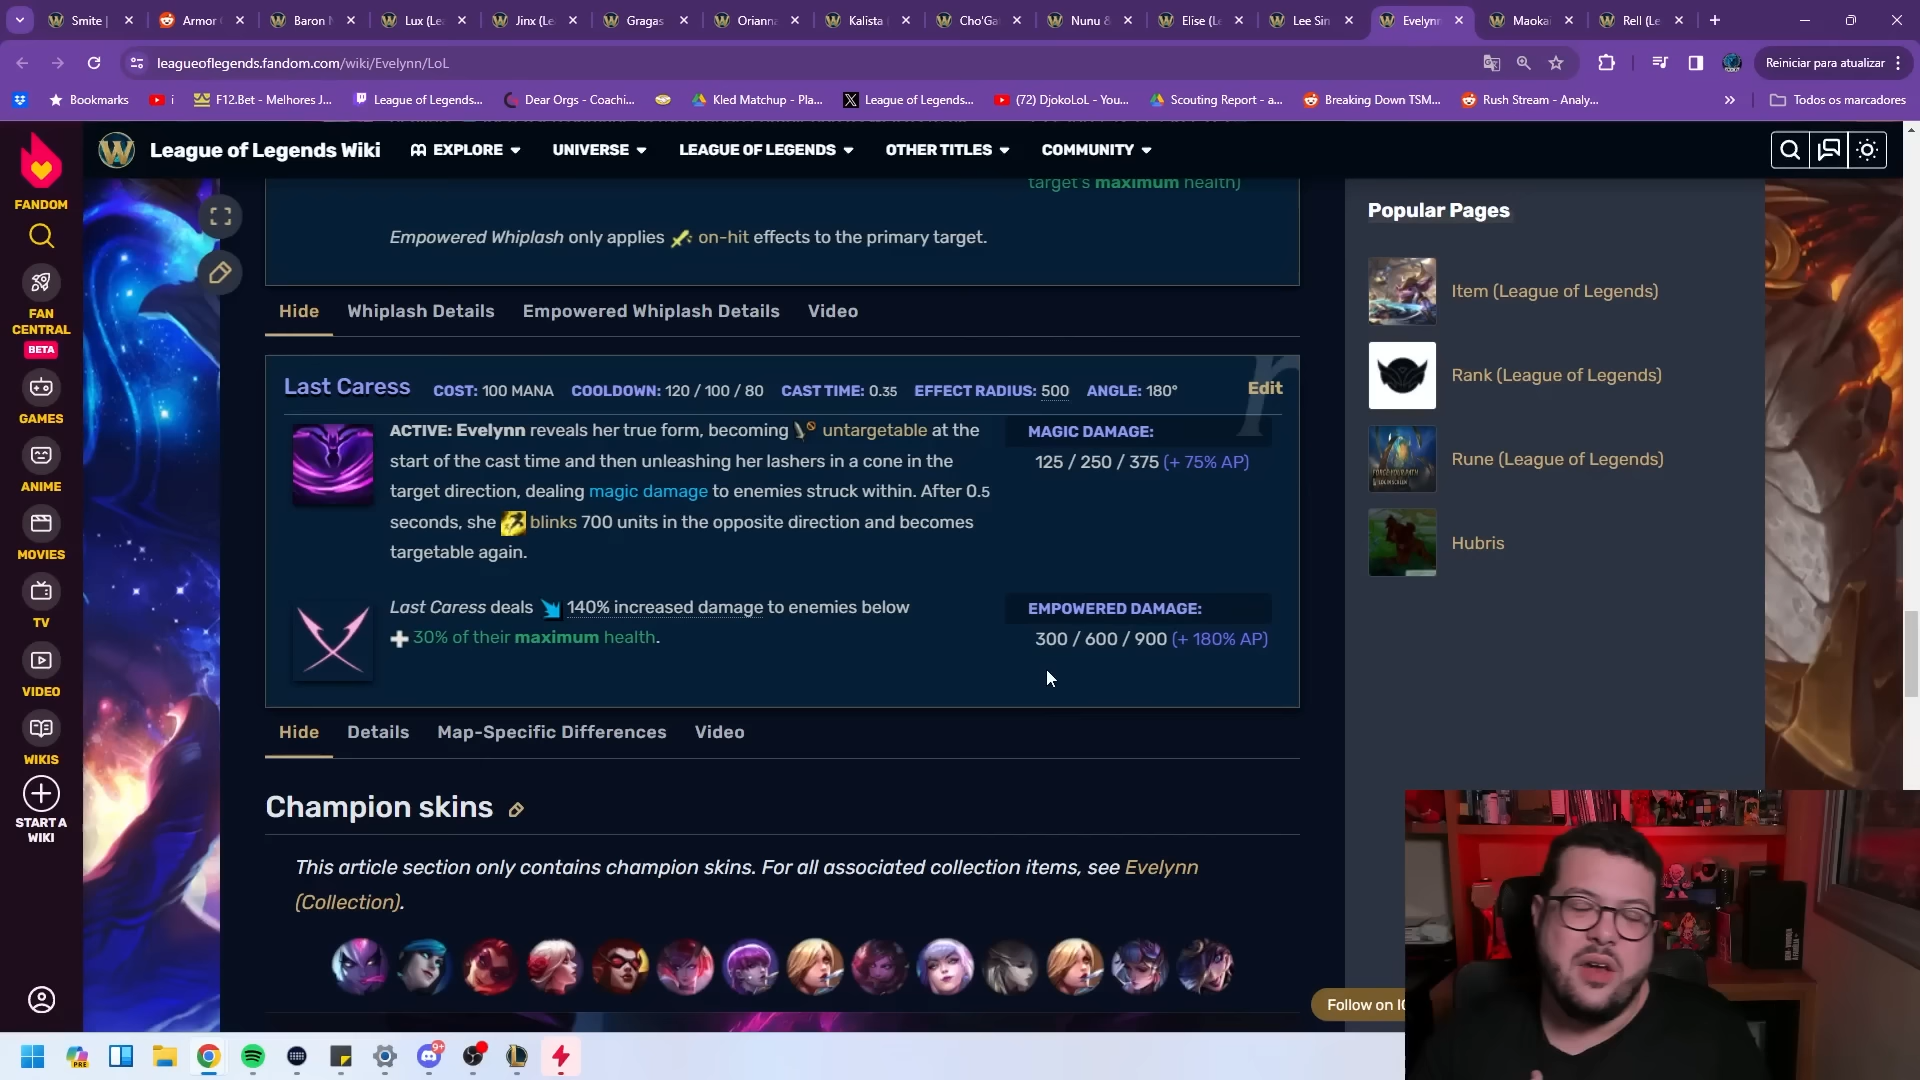 Smite |
Armor
Baron N
Lux (Le
Jinx (Le
Gragas
Orianna
Kalista
Cho'Ga
Nunu &
Elise (L
Lee Sin
Evelynn
Maokai
Rell (Le
leagueoflegends.fandom.com/wiki/Evelynn/LoL
Reiniciar para atualizar
Bookmarks
i
F12.Bet - Melhores J...
League of Legends...
Dear Orgs - Coachi...
Kled Matchup - Pla...
League of Legends...
(72) DjokoLoL - You...
Scouting Report - a...
Breaking Down TSM...
Rush Stream - Analy...
Todos os marcadores
League of Legends Wiki
EXPLORE
UNIVERSE
LEAGUE OF LEGENDS
OTHER TITLES
COMMUNITY
FANDOM
FAN CENTRAL
BETA
GAMES
ANIME
MOVIES
TV
VIDEO
WIKIS
START A
WIKI
target's maximum health)
Empowered Whiplash only applies on-hit effects to the primary target.
Hide Whiplash Details Empowered Whiplash Details Video
Last Caress COST: 100 MANA COOLDOWN: 120 / 100 / 80 CAST TIME: 0.35 EFFECT RADIUS: 500 ANGLE: 180° Edit
ACTIVE: Evelynn reveals her true form, becoming untargetable at the
start of the cast time and then unleashing her lashers in a cone in the
target direction, dealing magic damage to enemies struck within. After 0.5
seconds, she blinks 700 units in the opposite direction and becomes
targetable again.
MAGIC DAMAGE:
125 / 250 / 375 (+ 75% AP)
Last Caress deals 140% increased damage to enemies below
30% of their maximum health.
EMPOWERED DAMAGE:
300 / 600 / 900 (+ 180% AP)
Hide Details Map-Specific Differences Video
Champion skins
This article section only contains champion skins. For all associated collection items, see Evelynn
(Collection).
Popular Pages
Item (League of Legends)
Rank (League of Legends)
Rune (League of Legends)
Hubris
Follow on IG